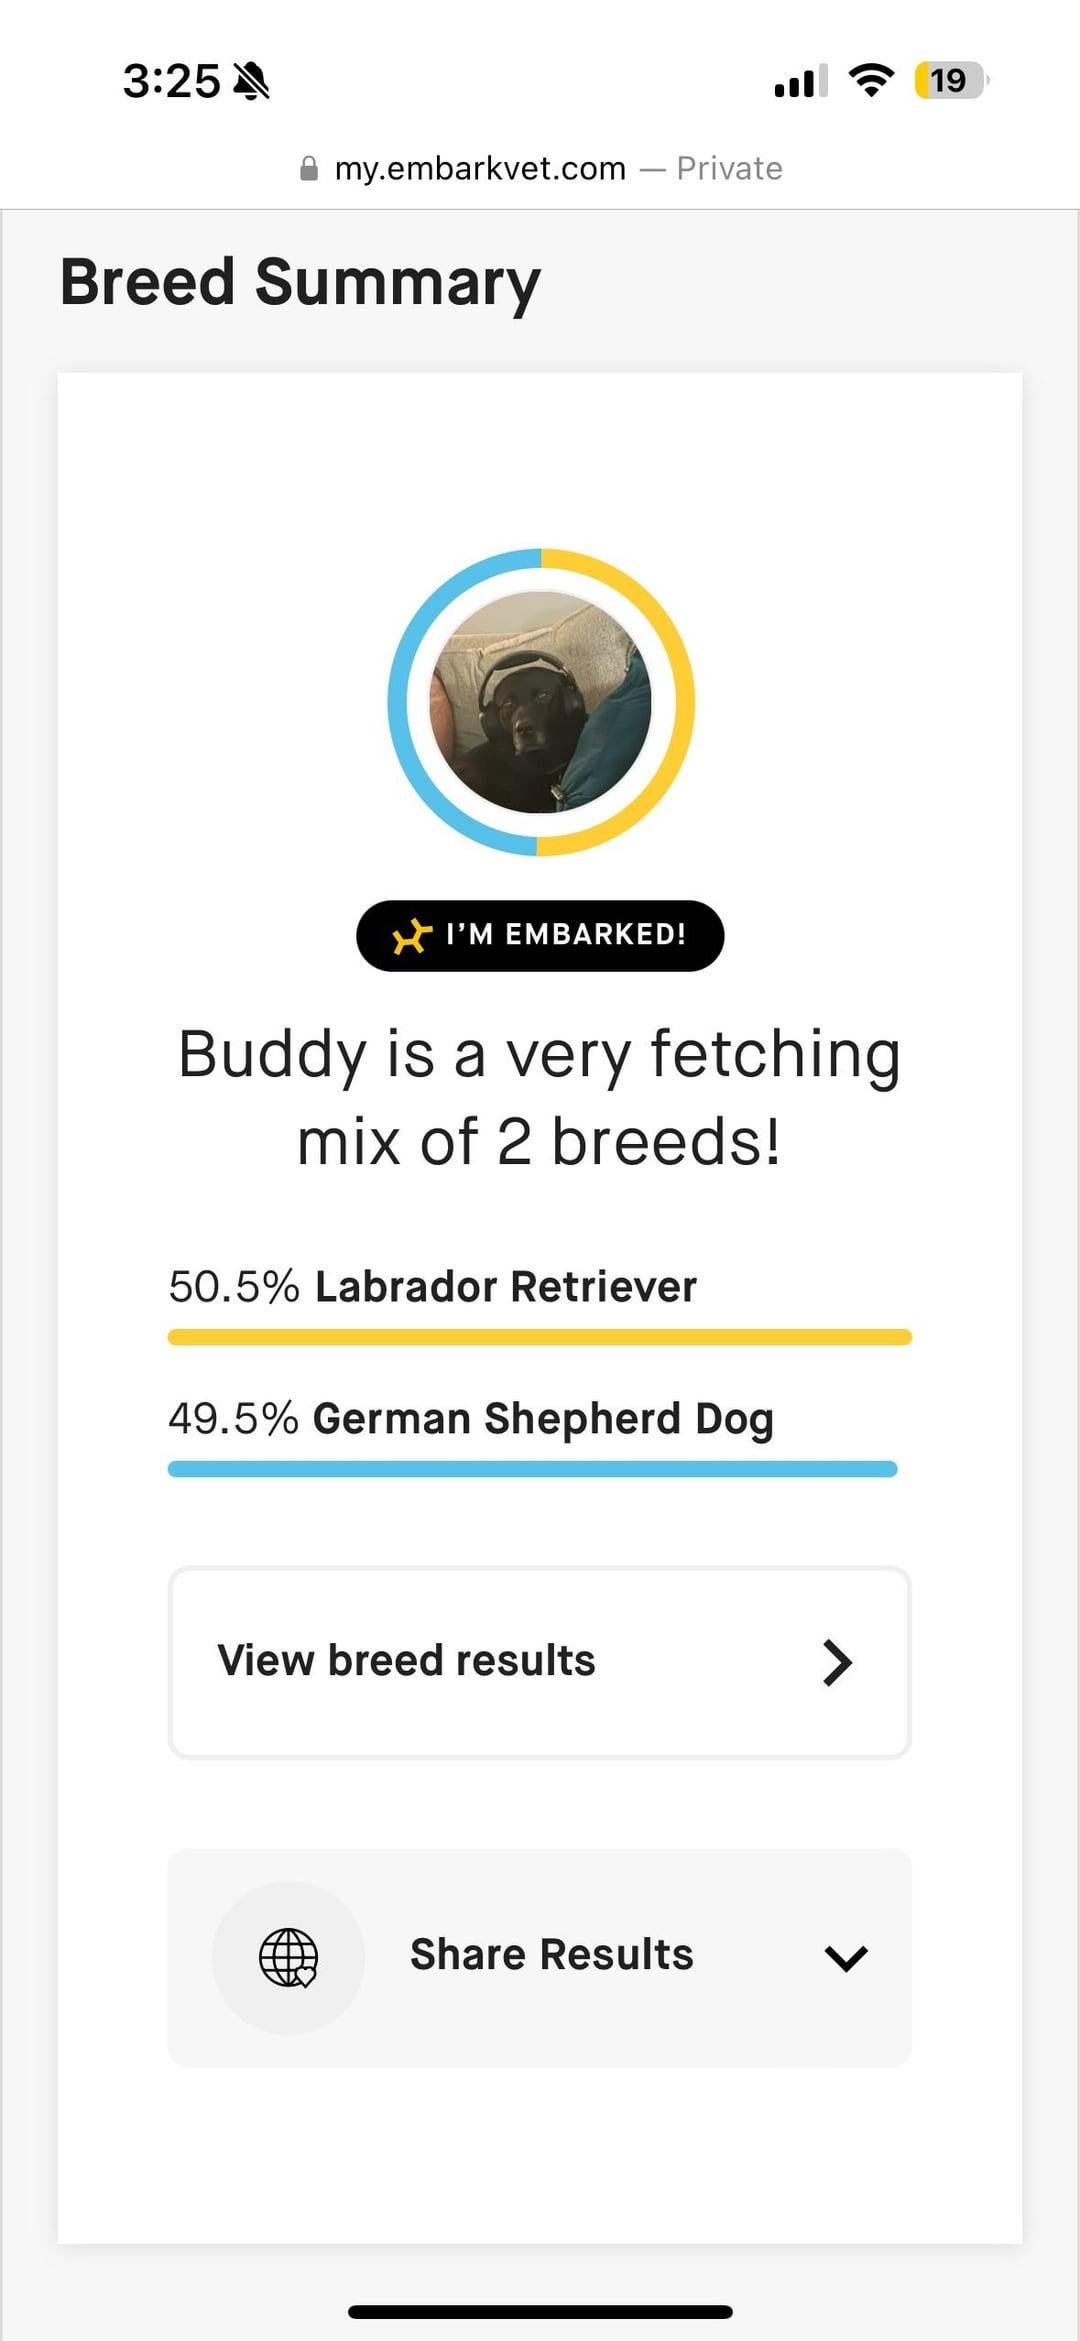 3:25
19
my.embarkvet.com — Private
Breed Summary
I’M EMBARKED!
Buddy is a very fetching
mix of 2 breeds!
50.5% Labrador Retriever
49.5% German Shepherd Dog
View breed results
Share Results